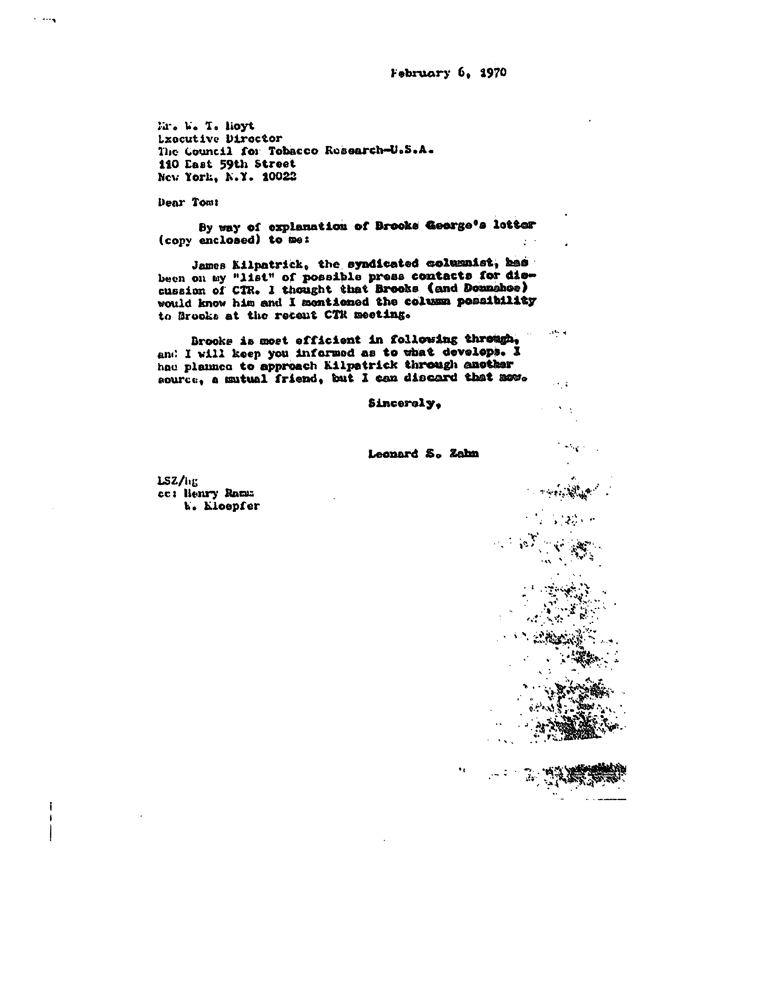 February 6, 1970
Mr. W. T. Hoyt
Executive Director
The Council for Tobacco Research-U.S.A.
110 East 59th Street
New York, N.Y. 10022
Dear Tom:
By way of explanation of Brooks George's letter
(copy enclosed) to me:
James Kilpatrick, the syndicated columnist, has
been on my "list" of possible press contacts for dis-
cussion of CTR. I thought that Brooks (and Donnahoe)
would know him and I mentioned the column possibility
to Brooks at the recent CTR meeting.
Brooks is most efficient in following through,
and I will keep you informed as to what develops. I
had planned to approach Kilpatrick through another
source, a mutual friend, but I can discard that now.
Sincerely,
Leonard S. Zahn
LSZ/hg
cc: Henry Ramm
W. Kloepfer